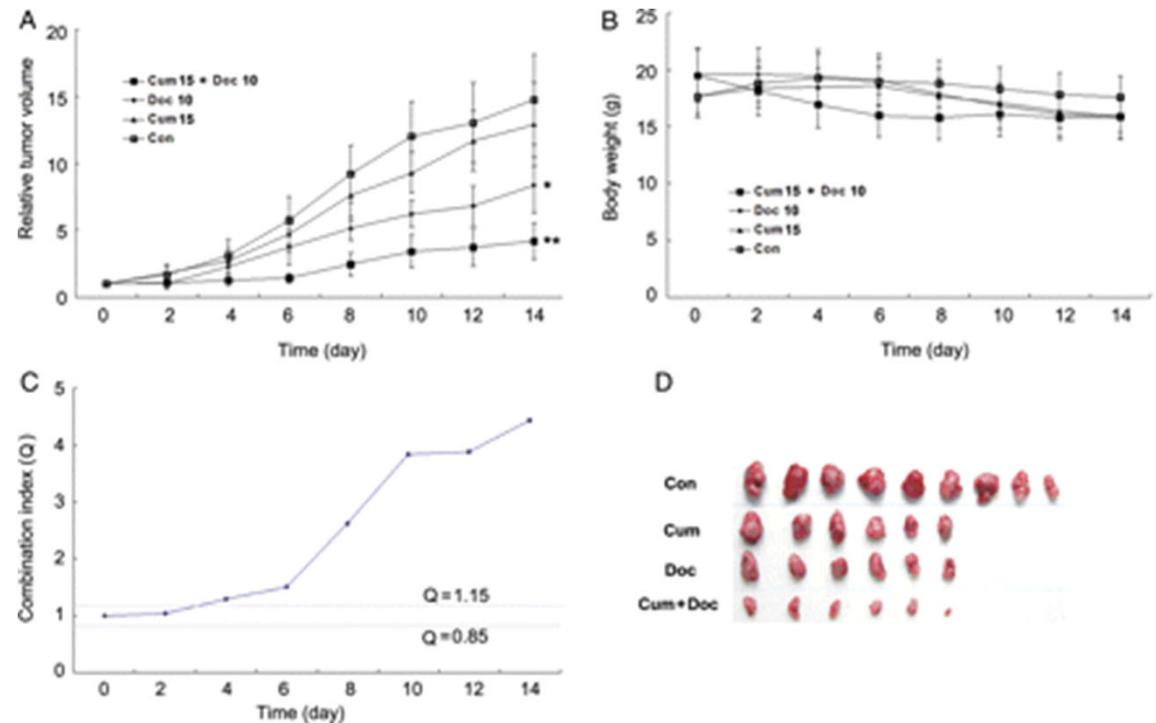 A
Relative tumor volume
20
15
10
5
0
Cum 15 + Doc 10
Doc 10
Cum 15
Con
*
**
0 2 4 6 8 10 12 14
Time (day)
B
Body weight (g)
25
20
15
10
5
0
Cum 15 + Doc 10
Doc 10
Cum 15
Con
0 2 4 6 8 10 12 14
Time (day)
C
Combination index (Q)
5
4
3
2
1
0
Q=1.15
Q=0.85
0 2 4 6 8 10 12 14
Time (day)
D
Con
Cum
Doc
Cum+Doc